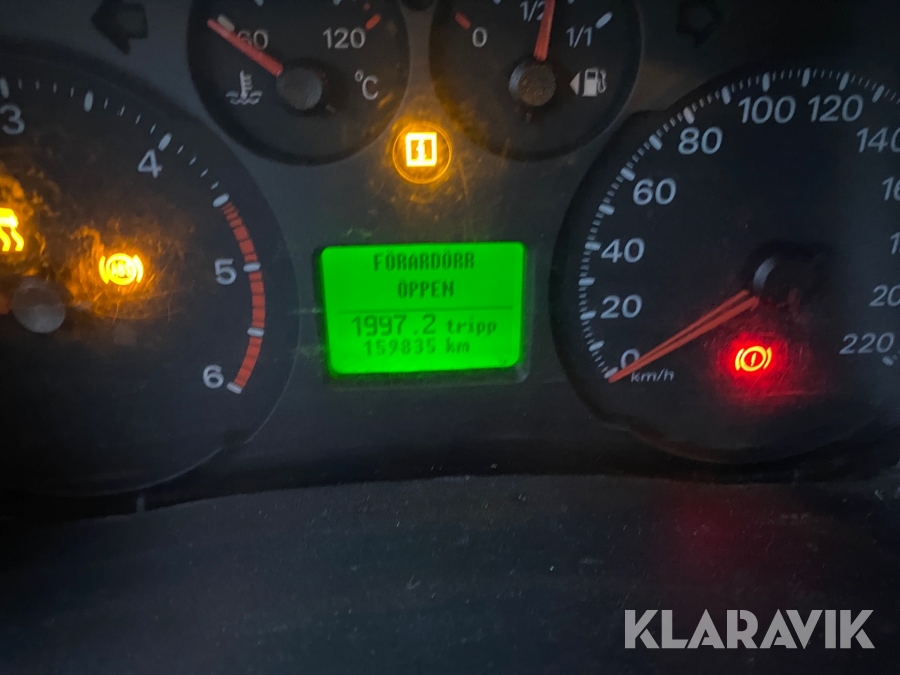 60 120
°C
0 1/2 1/1
3 4 5 6
ABS
FÖRARDÖRR
ÖPPEN
1997.2 tripp
159835 km
0 20 40 60 80 100 120 140
220
km/h
KLARAVIK